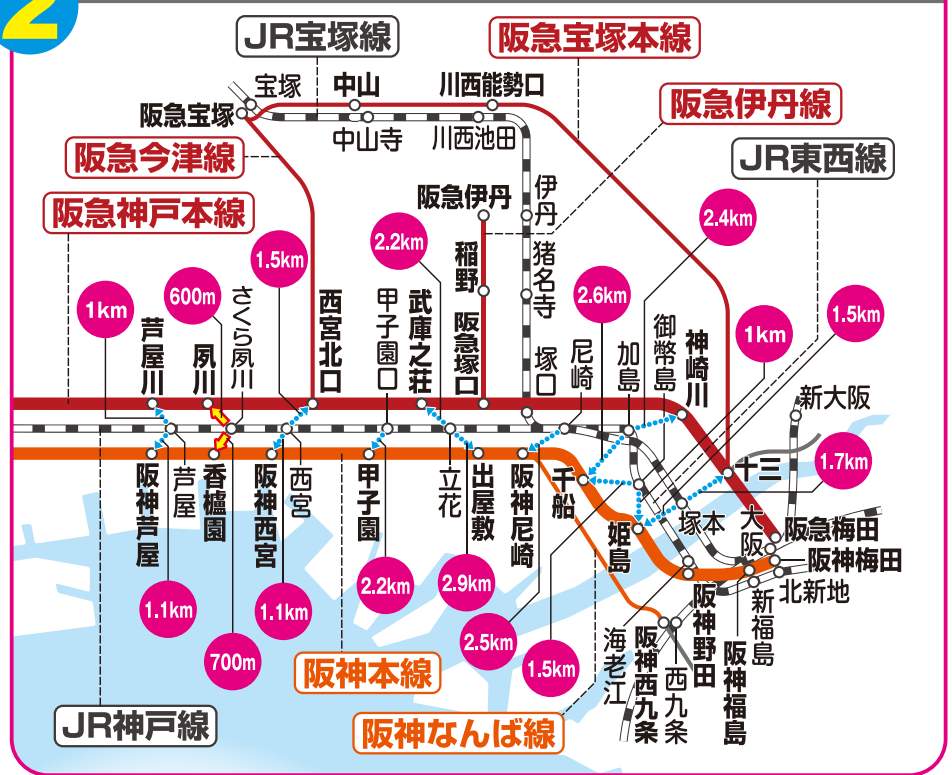 2
JR宝塚線
阪急宝塚本線
宝塚
中山
川西能勢口
阪急宝塚
中山寺
川西池田
阪急伊丹線
阪急今津線
JR東西線
阪急神戸本線
阪急伊丹
伊丹
2.4km
2.2km
1.5km
稲野
猪名寺
600m
2.6km
1km
さくら夙川
1km
1.5km
芦屋川
夙川
西宮北口
甲子園口
武庫之荘
阪急塚口
塚口
尼崎
加島
御幣島
神崎川
新大阪
阪神芦屋
芦屋
香櫨園
阪神西宮
西宮
甲子園
立花
出屋敷
阪神尼崎
千船
姫島
塚本
十三
1.7km
大阪
阪急梅田
阪神梅田
北新地
1.1km
1.1km
2.2km
2.9km
2.5km
700m
1.5km
海老江
阪神西九条
西九条
阪神野田
阪神福島
新福島
阪神本線
JR神戸線
阪神なんば線